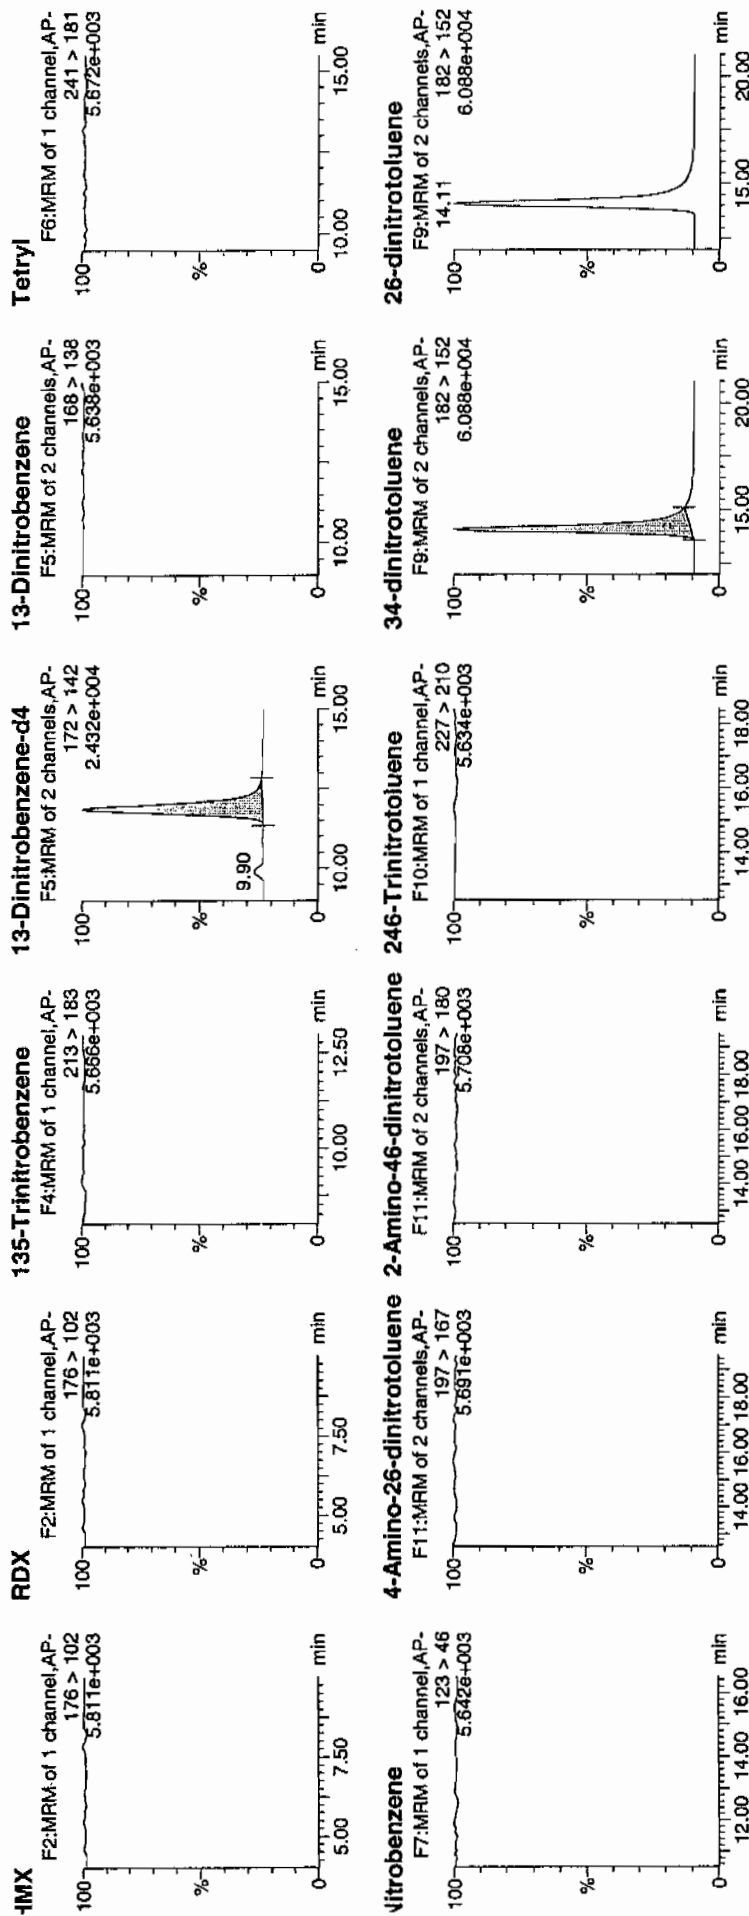 HMX
F2:MRM of 1 channel,AP-
176 > 102
5.811e+003
100
%
0
5.00 7.50 min
RDX
F2:MRM of 1 channel,AP-
176 > 102
5.811e+003
100
%
0
5.00 7.50 min
135-Trinitrobenzene
F4:MRM of 1 channel,AP-
213 > 183
5.666e+003
100
%
0
10.00 12.50 min
13-Dinitrobenzene-d4
F5:MRM of 2 channels,AP-
172 > 142
2.432e+004
100
9.90
%
0
10.00 15.00 min
13-Dinitrobenzene
F5:MRM of 2 channels,AP-
168 > 138
5.638e+003
100
%
0
10.00 15.00 min
Tetryl
F6:MRM of 1 channel,AP-
241 > 181
5.672e+003
100
%
0
10.00 15.00 min
Nitrobenzene
F7:MRM of 1 channel,AP-
123 > 46
5.642e+003
100
%
0
12.00 14.00 16.00 min
4-Amino-26-dinitrotoluene
F11:MRM of 2 channels,AP-
197 > 167
5.691e+003
100
%
0
14.00 16.00 18.00 min
2-Amino-46-dinitrotoluene
F11:MRM of 2 channels,AP-
197 > 180
5.708e+003
100
%
0
14.00 16.00 18.00 min
246-Trinitrotoluene
F10:MRM of 1 channel,AP-
227 > 210
5.634e+003
100
%
0
14.00 16.00 18.00 min
34-dinitrotoluene
F9:MRM of 2 channels,AP-
182 > 152
6.088e+004
100
%
0
15.00 20.00 min
26-dinitrotoluene
F9:MRM of 2 channels,AP-
14.11
182 > 152
6.088e+004
100
%
0
15.00 20.00 min